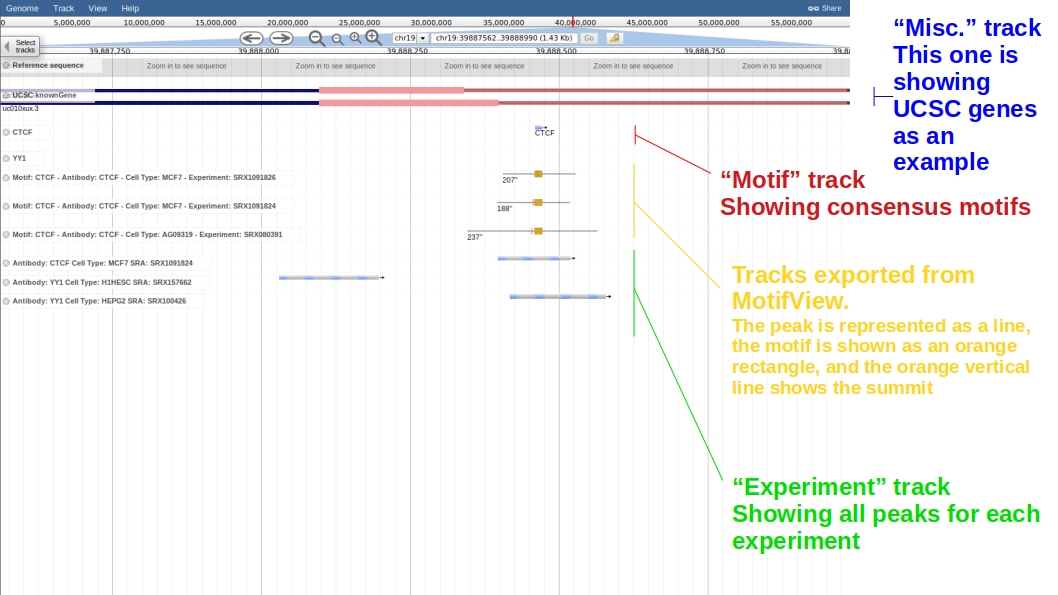 Genome Track View Help Share
0 5,000,000 10,000,000 15,000,000 20,000,000 25,000,000 30,000,000 35,000,000 40,000,000 45,000,000 50,000,000 55,000,000
Select
tracks
chr19 chr19:39887562..39888990 (1.43 Kb) Go
39,887,750 39,888,000 39,888,250 39,888,500 39,888,750
Reference sequence Zoom in to see sequence Zoom in to see sequence Zoom in to see sequence Zoom in to see sequence Zoom in to see sequence
UCSC knownGene
uc010xux.3
CTCF
CTCF
YY1
Motif: CTCF - Antibody: CTCF - Cell Type: MCF7 - Experiment: SRX1091826
207"
Motif: CTCF - Antibody: CTCF - Cell Type: MCF7 - Experiment: SRX1091824
188"
Motif: CTCF - Antibody: CTCF - Cell Type: AG09319 - Experiment: SRX080391
237"
Antibody: CTCF Cell Type: MCF7 SRA: SRX1091824
Antibody: YY1 Cell Type: H1HESC SRA: SRX157662
Antibody: YY1 Cell Type: HEPG2 SRA: SRX100426
“Misc.” track
This one is
showing
UCSC genes
as an
example
“Motif” track
Showing consensus motifs
Tracks exported from
MotifView.
The peak is represented as a line,
the motif is shown as an orange
rectangle, and the orange vertical
line shows the summit
“Experiment” track
Showing all peaks for each
experiment